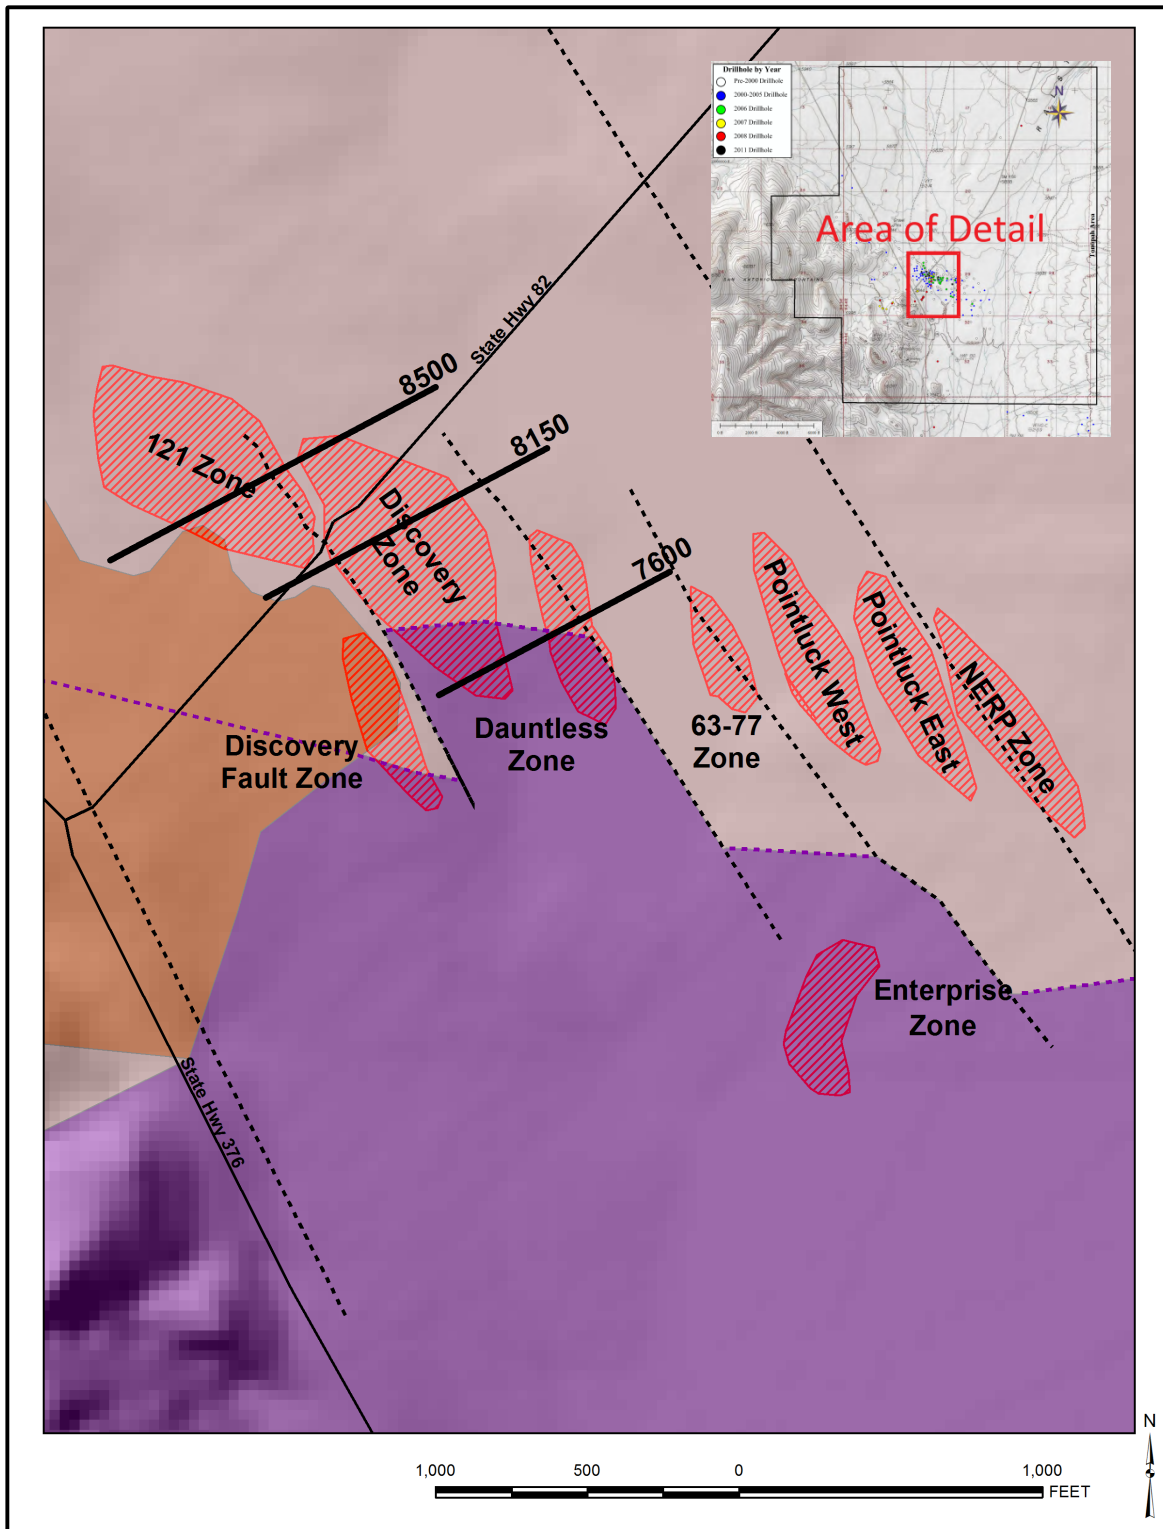 Drillhole by Year
Pre-2000 Drillhole
2000-2005 Drillhole
2006 Drillhole
2007 Drillhole
2008 Drillhole
2011 Drillhole
N
Area of Detail
State Hwy 82
8500
8150
7600
121 Zone
Discovery
Zone
Pointluck West
Pointluck East
NERP Zone
63-77
Zone
Dauntless
Zone
Discovery
Fault Zone
Enterprise
Zone
State Hwy 376
N
1,000
500
0
1,000
FEET